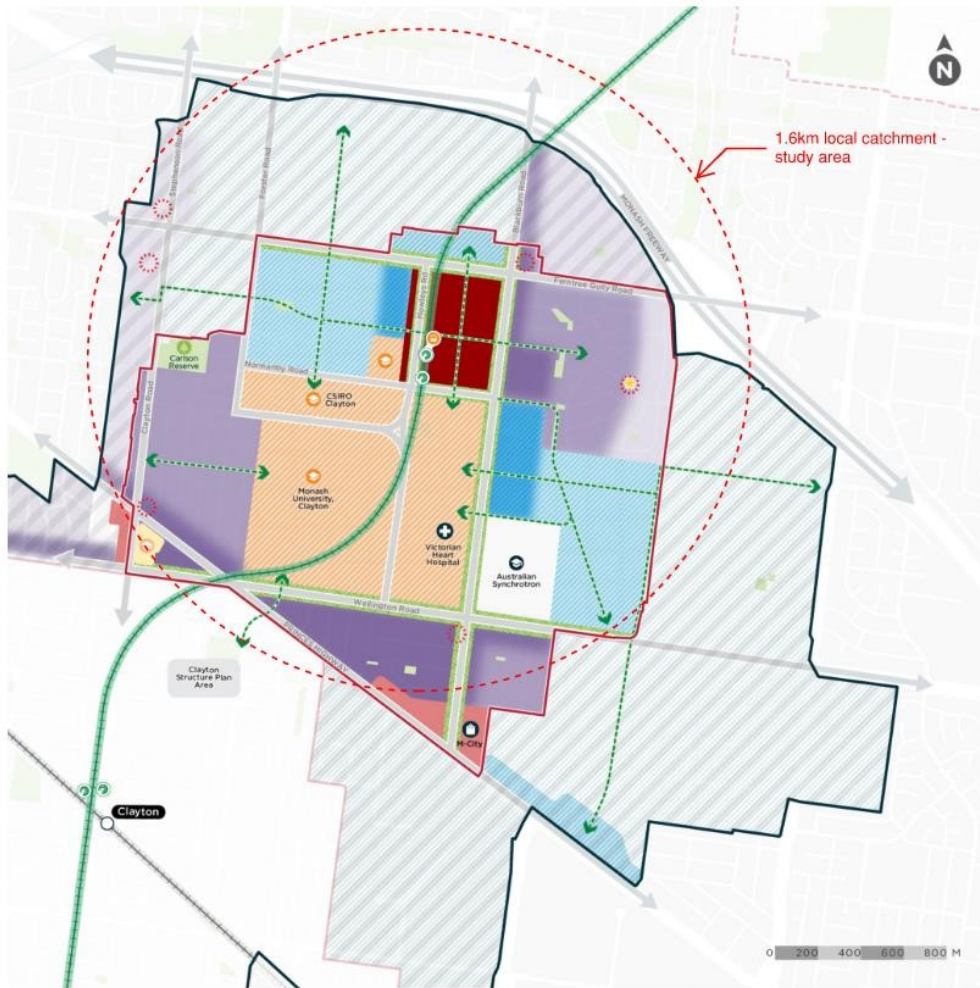 N
1.6km local catchment -
study area
Stephensons Road
Forster Road
Blackburn Road
MONASH FREEWAY
Howleys Rd
Ferntree Gully Road
Carlson
Reserve
Normanby Road
CSIRO
Clayton
Clayton Road
Monash
University,
Clayton
Victorian
Heart
Hospital
Australian
Synchrotron
Wellington Road
PRINCES HIGHWAY
Clayton
Structure Plan
Area
M-City
Clayton
0 200 400 600 800 M